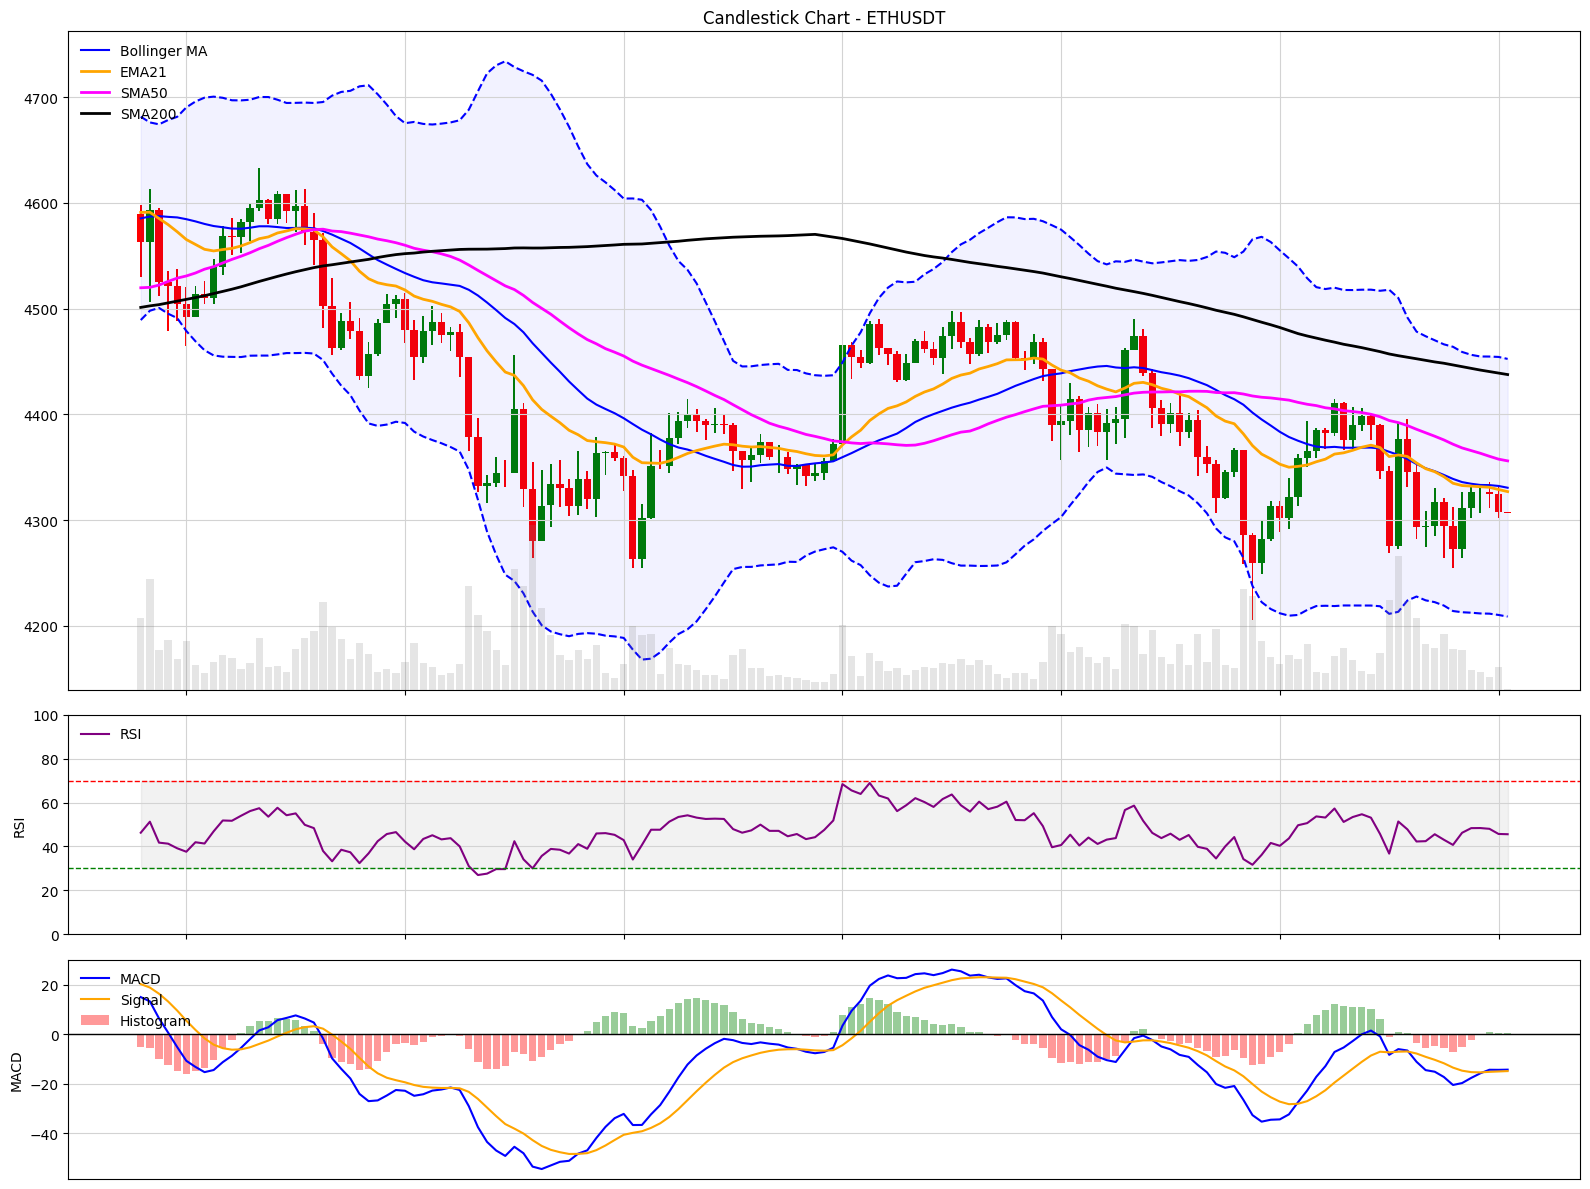 Candlestick Chart - ETHUSDT
Bollinger MA
EMA21
SMA50
SMA200
4700
4600
4500
4400
4300
4200
RSI
100
80
60
40
20
0
RSI
MACD
Signal
Histogram
20
0
−20
−40
MACD